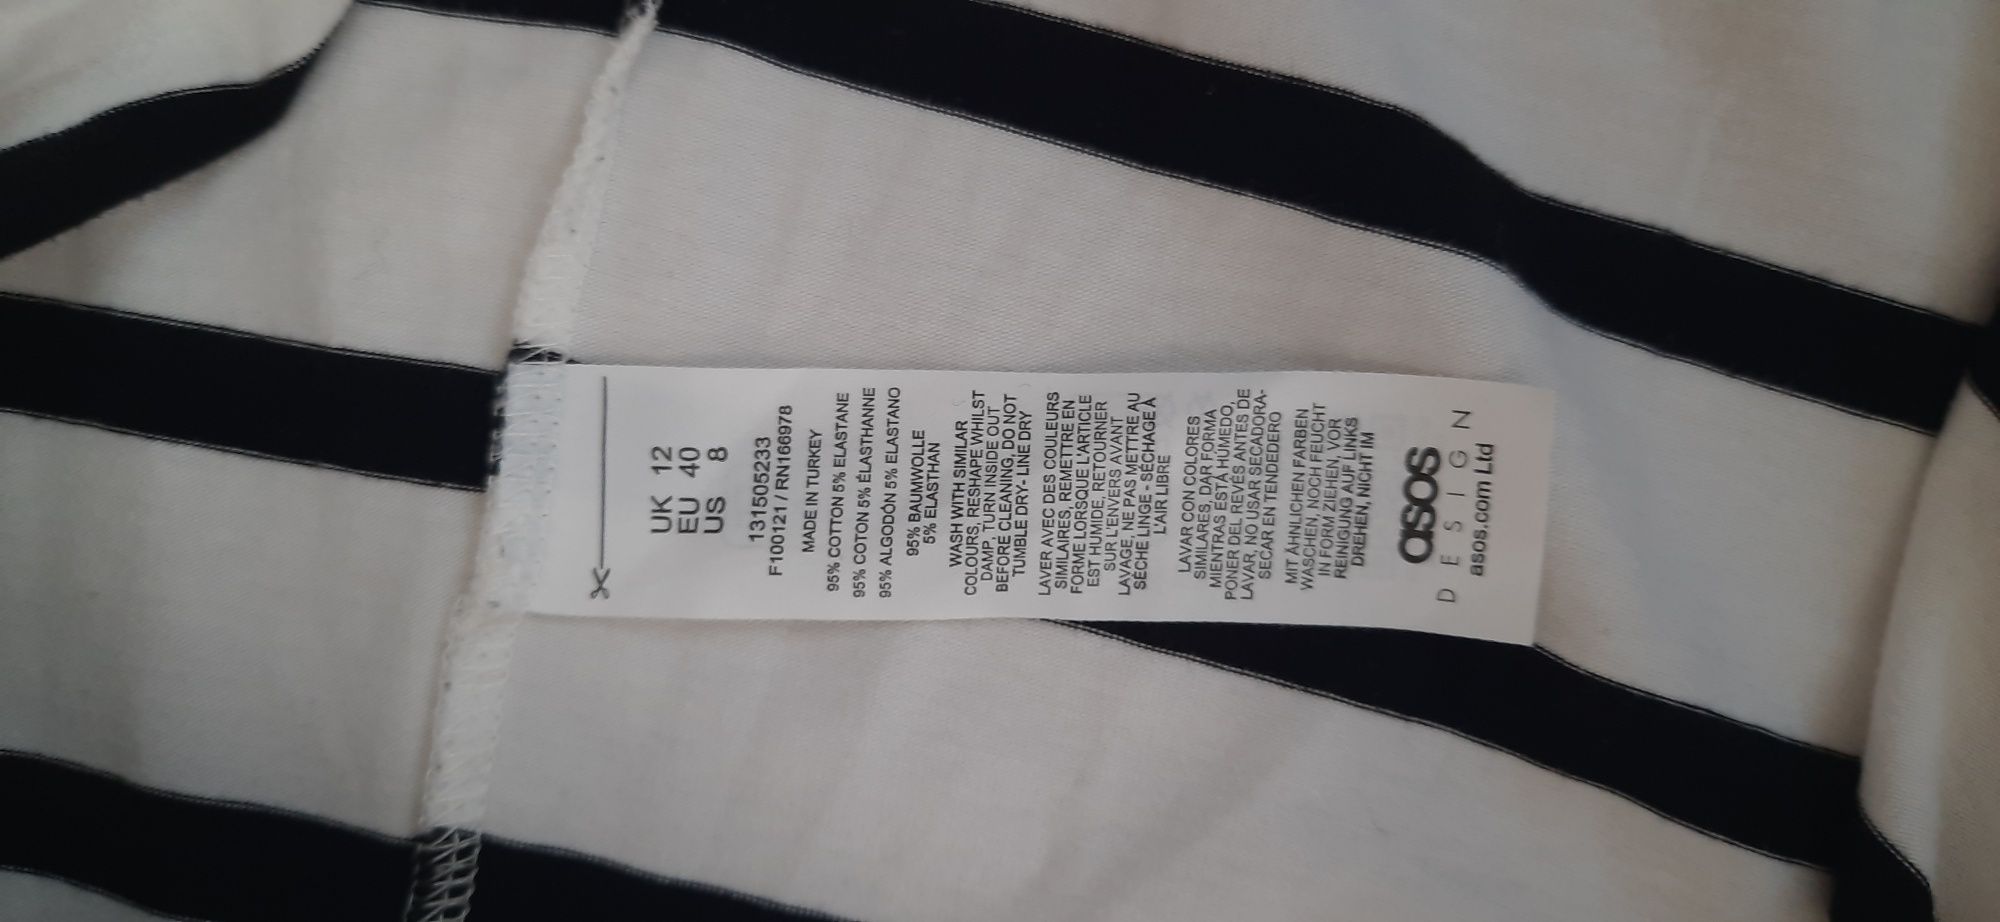 UK 12
EU 40
US 8
131505233
F100121 / RN166978
MADE IN TURKEY
95% COTTON 5% ELASTANE
95% COTON 5% ÉLASTHANNE
95% ALGODÓN 5% ELASTANO
95% BAUMWOLLE
5% ELASTHAN
WASH WITH SIMILAR
COLOURS, RESHAPE WHILST
DAMP, TURN INSIDE OUT
BEFORE CLEANING, DO NOT
TUMBLE DRY - LINE DRY
LAVER AVEC DES COULEURS
SIMILAIRES, REMETTRE EN
FORME LORSQUE L'ARTICLE
EST HUMIDE, RETOURNER
SUR L'ENVERS AVANT
LAVAGE, NE PAS METTRE AU
SÈCHE LINGE - SÉCHAGE À
L'AIR LIBRE
LAVAR CON COLORES
SIMILARES, DAR FORMA
MIENTRAS ESTÁ HÚMEDO,
PONER DEL REVÉS ANTES DE
LAVAR, NO USAR SECADORA-
SECAR EN TENDEDERO
MIT ÄHNLICHEN FARBEN
WASCHEN, NOCH FEUCHT
IN FORM ZIEHEN, VOR
REINIGUNG AUF LINKS
DREHEN, NICHT IM
asos
DESIGN
asos.com Ltd